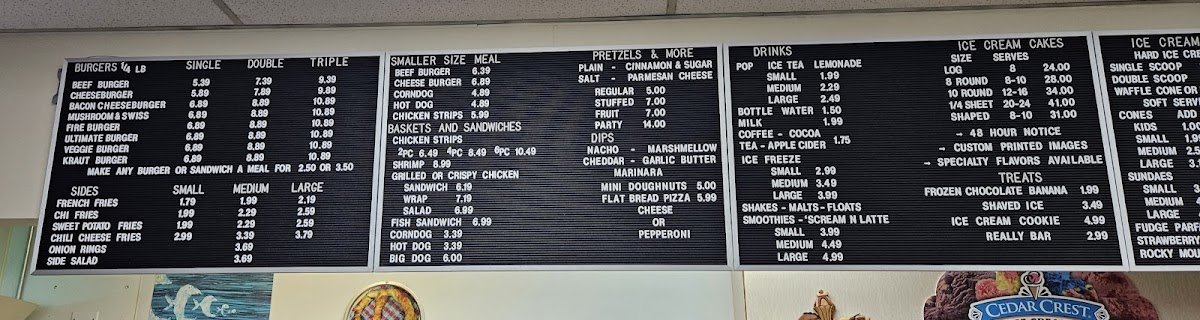 BURGERS 1/4 LB SINGLE DOUBLE TRIPLE
BEEF BURGER 5.39 7.39 9.39
CHEESEBURGER 5.89 7.89 9.89
BACON CHEESEBURGER 6.89 8.89 10.89
MUSHROOM & SWISS 6.89 8.89 10.89
FIRE BURGER 6.89 8.89 10.89
ULTIMATE BURGER 6.89 8.89 10.89
VEGGIE BURGER 6.89 8.89 10.89
KRAUT BURGER 6.89 8.89 10.89
MAKE ANY BURGER OR SANDWICH A MEAL FOR 2.50 OR 3.50
SIDES SMALL MEDIUM LARGE
FRENCH FRIES 1.79 1.99 2.19
CHI FRIES 1.99 2.29 2.59
SWEET POTATO FRIES 1.99 2.29 2.59
CHILI CHEESE FRIES 2.99 3.39 3.79
ONION RINGS 3.69
SIDE SALAD 3.69
SMALLER SIZE MEAL
BEEF BURGER 6.39
CHEESE BURGER 6.89
CORNDOG 4.89
HOT DOG 4.89
CHICKEN STRIPS 5.99
BASKETS AND SANDWICHES
CHICKEN STRIPS
2PC 6.49 4PC 8.49 6PC 10.49
SHRIMP 8.99
GRILLED OR CRISPY CHICKEN
SANDWICH 6.19
WRAP 7.19
SALAD 6.99
FISH SANDWICH 6.99
CORNDOG 3.39
HOT DOG 3.39
BIG DOG 6.00
PRETZELS & MORE
PLAIN - CINNAMON & SUGAR
SALT - PARMESAN CHEESE
REGULAR 5.00
STUFFED 7.00
FRUIT 7.00
PARTY 14.00
DIPS
NACHO - MARSHMELLOW
CHEDDAR - GARLIC BUTTER
MARINARA
MINI DOUGHNUTS 5.00
FLAT BREAD PIZZA 5.99
CHEESE
OR
PEPPERONI
DRINKS
POP ICE TEA LEMONADE
SMALL 1.99
MEDIUM 2.29
LARGE 2.49
BOTTLE WATER 1.50
MILK 1.99
COFFEE - COCOA
TEA - APPLE CIDER 1.75
ICE FREEZE
SMALL 2.99
MEDIUM 3.49
LARGE 3.99
SHAKES - MALTS - FLOATS
SMOOTHIES - 'SCREAM N LATTE
SMALL 3.99
MEDIUM 4.49
LARGE 4.99
ICE CREAM CAKES
SIZE SERVES
LOG 8 24.00
8 ROUND 8-10 28.00
10 ROUND 12-16 34.00
1/4 SHEET 20-24 41.00
SHAPED 8-10 31.00
- 48 HOUR NOTICE
- CUSTOM PRINTED IMAGES
- SPECIALTY FLAVORS AVAILABLE
TREATS
FROZEN CHOCOLATE BANANA 1.99
SHAVED ICE 3.49
ICE CREAM COOKIE 4.99
REALLY BAR 2.99
ICE CREAM
HARD ICE CRE
SINGLE SCOOP
DOUBLE SCOOP
WAFFLE CONE OR
SOFT SER
CONES ADD
KIDS 1.00
SMALL 1
MEDIUM 2.5
LARGE 3.
SUNDAES
SMALL 3
MEDIUM
LARGE
FUDGE PARF
STRAWBERRY
ROCKY MOU
CEDAR CREST